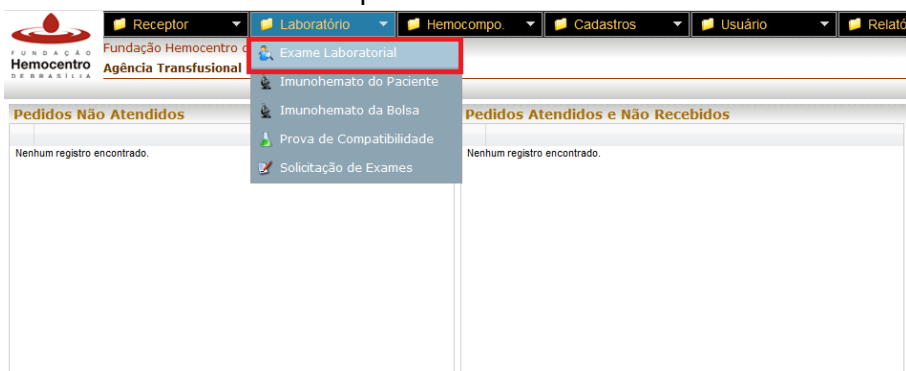 Receptor
Laboratório
Hemocompo.
Cadastros
Usuário
FUNDAÇÃO
Hemocentro
DE BRASÍLIA
Fundação Hemocentro
Agência Transfusional
Exame Laboratorial
Imunohemato do Paciente
Imunohemato da Bolsa
Prova de Compatibilidade
Solicitação de Exames
Pedidos Não Atendidos
Nenhum registro encontrado.
Pedidos Atendidos e Não Recebidos
Nenhum registro encontrado.